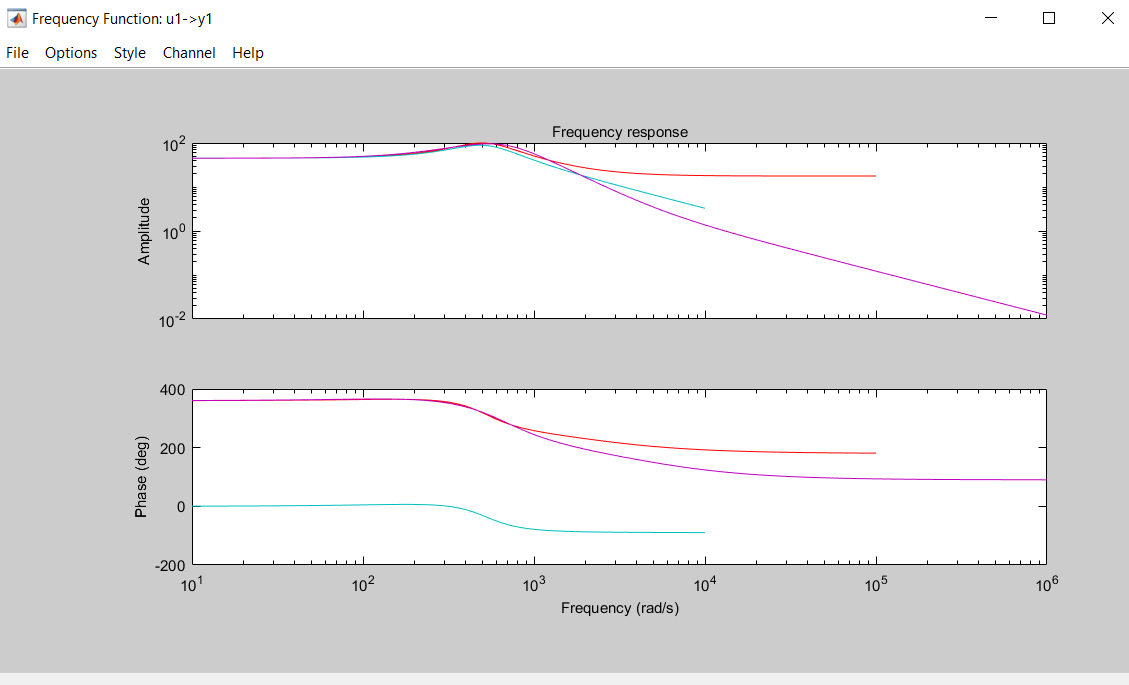 Frequency Function: u1->y1
File Options Style Channel Help
Frequency response
10^2
10^0
10^-2
Amplitude
400
200
0
-200
Phase (deg)
10^1 10^2 10^3 10^4 10^5 10^6
Frequency (rad/s)